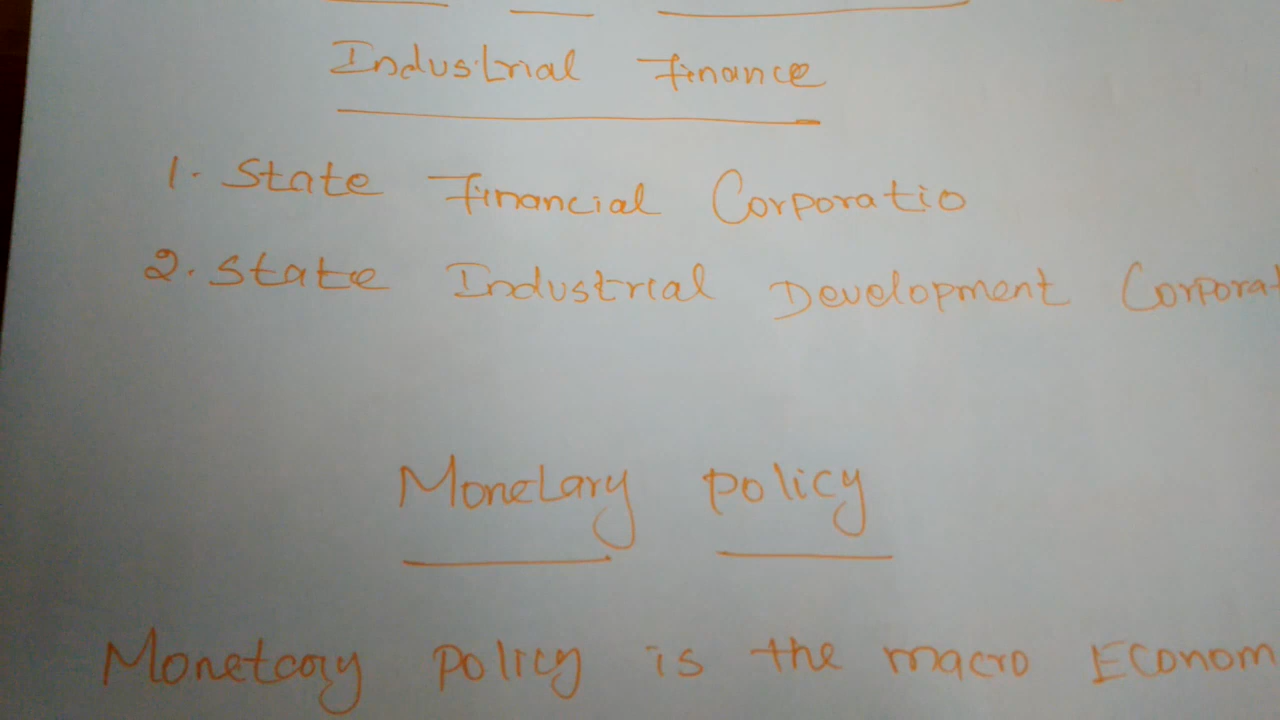 Industrial Finance
1. State Financial Corporatio
2. State Industrial Development Corporat
Monetary policy
Monetary policy is the macro Econom